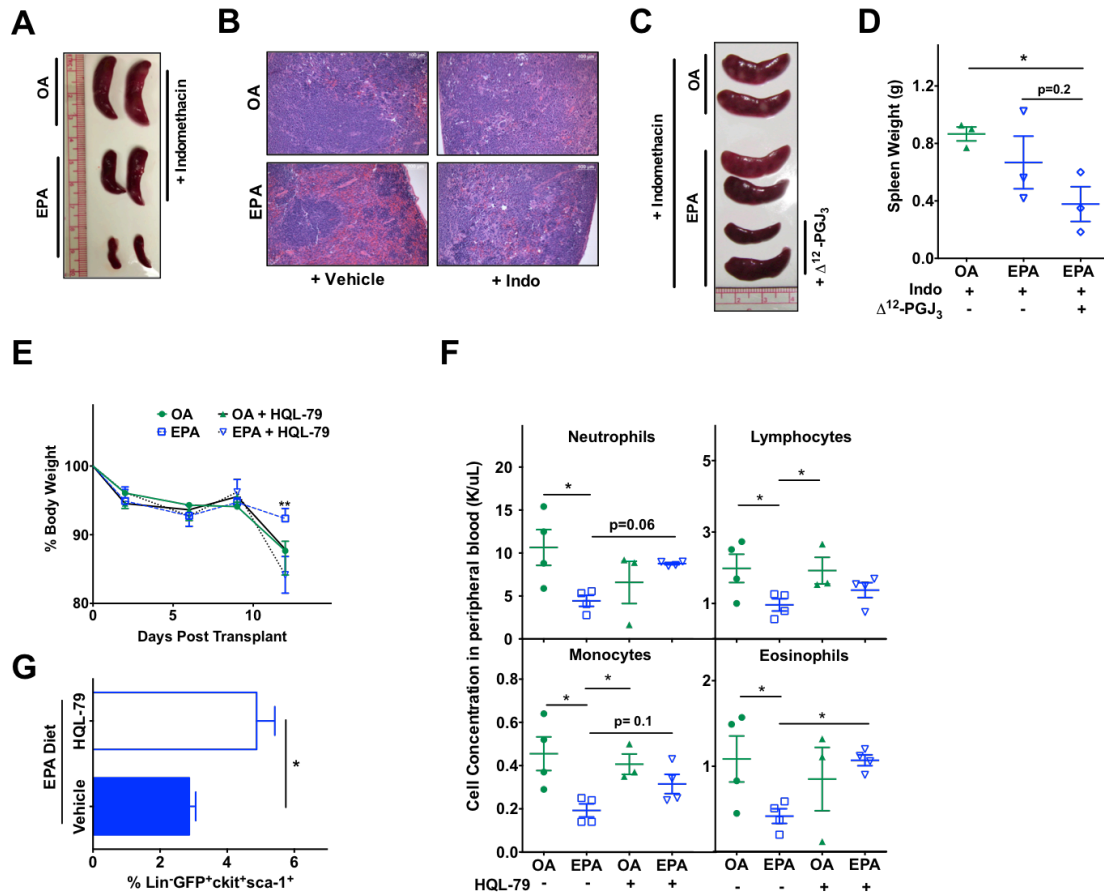 A
OA
EPA
+ Indomethacin
B
OA
EPA
+ Vehicle
+ Indo
C
+ Indomethacin
OA
EPA
+ Δ¹² -PGJ₃
D
Spleen Weight (g)
1.2
0.8
0.4
0.0
*
p=0.2
OA EPA EPA
Indo + + +
Δ¹²-PGJ₃ - - +
E
OA OA + HQL-79
EPA EPA + HQL-79
% Body Weight
100
90
80
**
0 5 10
Days Post Transplant
F
Cell Concentration in peripheral blood (K/uL)
Neutrophils
20
15
10
5
0
*
p=0.06
Lymphocytes
5
3
1
*
*
Monocytes
0.6
0.4
0.2
0.0
*
*
p= 0.1
Eosinophils
2
1
*
*
OA EPA OA EPA OA EPA OA EPA
HQL-79 - - + + - - + +
G
EPA Diet
HQL-79
Vehicle
*
0 2 4 6
% Lin⁻GFP⁺ckit⁺sca-1⁺